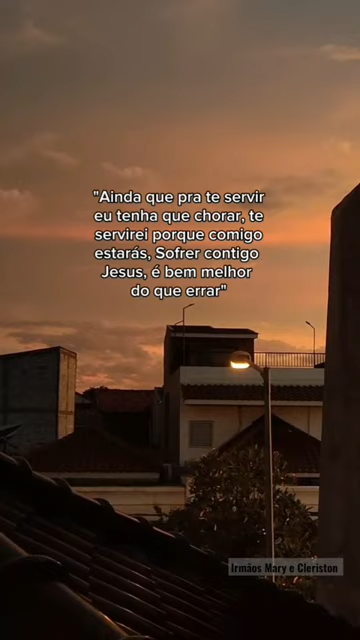 "Ainda que pra te servir
eu tenha que chorar, te
servirei porque comigo
estarás, Sofrer contigo
Jesus, é bem melhor
do que errar"
Irmãos Mary e Cleriston